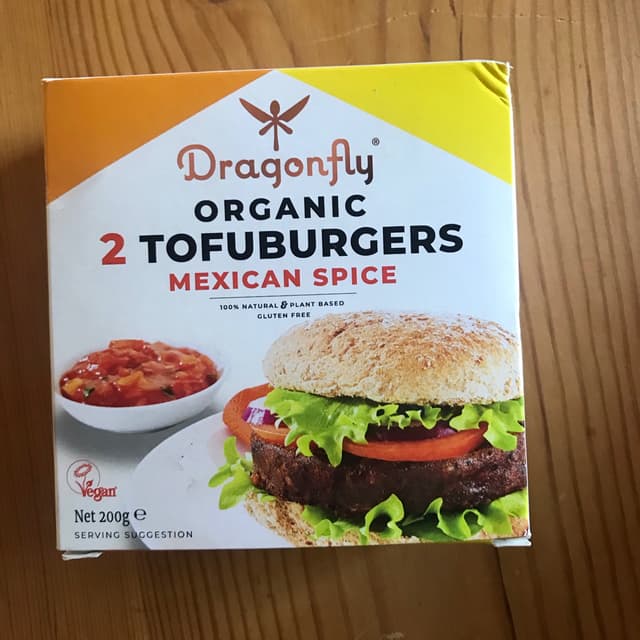 Dragonfly®
ORGANIC
2 TOFUBURGERS
MEXICAN SPICE
100% NATURAL & PLANT BASED
GLUTEN FREE
Vegan
Net 200g ℮
SERVING SUGGESTION